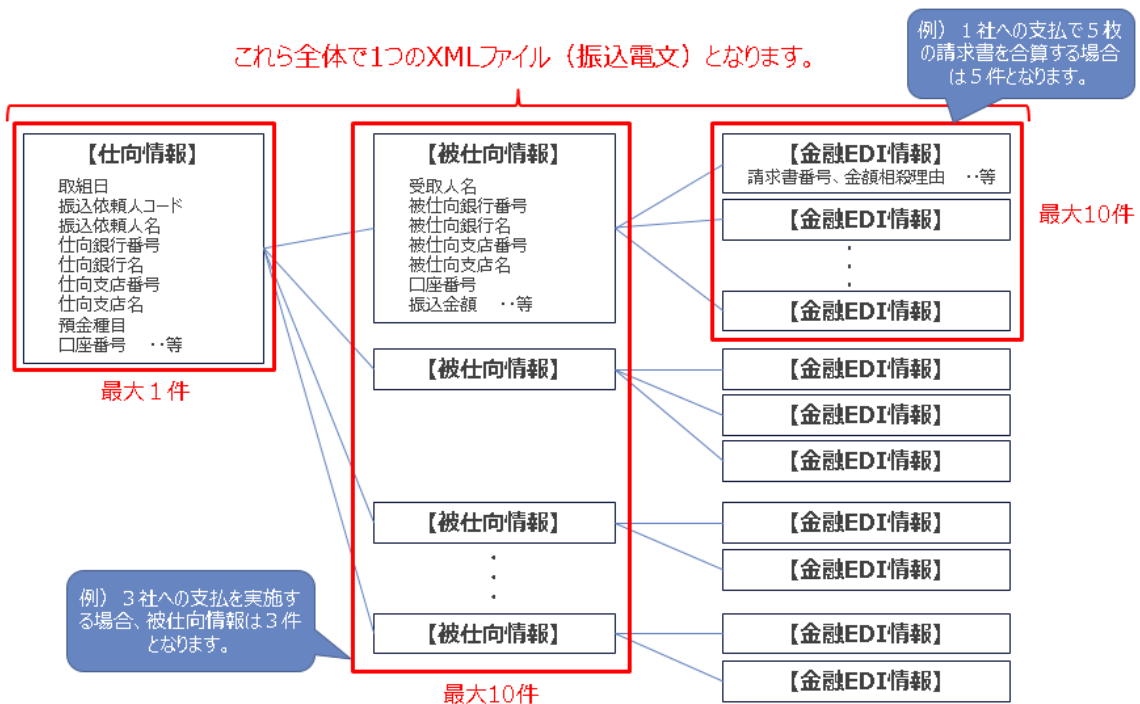 これら全体で1つのXMLファイル（振込電文）となります。
例） １社への支払で５枚
の請求書を合算する場合
は５件となります。
【仕向情報】
取組日
振込依頼人コード
振込依頼人名
仕向銀行番号
仕向銀行名
仕向支店番号
仕向支店名
預金種目
口座番号 ‥等
最大１件
【被仕向情報】
受取人名
被仕向銀行番号
被仕向銀行名
被仕向支店番号
被仕向支店名
口座番号
振込金額 ‥等
【被仕向情報】
【被仕向情報】
・
・
・
【被仕向情報】
最大10件
例） ３社への支払を実施す
る場合、被仕向情報は３件
となります。
【金融EDI情報】
請求書番号、金額相殺理由 ‥等
【金融EDI情報】
・
・
・
【金融EDI情報】
最大10件
【金融EDI情報】
【金融EDI情報】
【金融EDI情報】
【金融EDI情報】
【金融EDI情報】
【金融EDI情報】
【金融EDI情報】